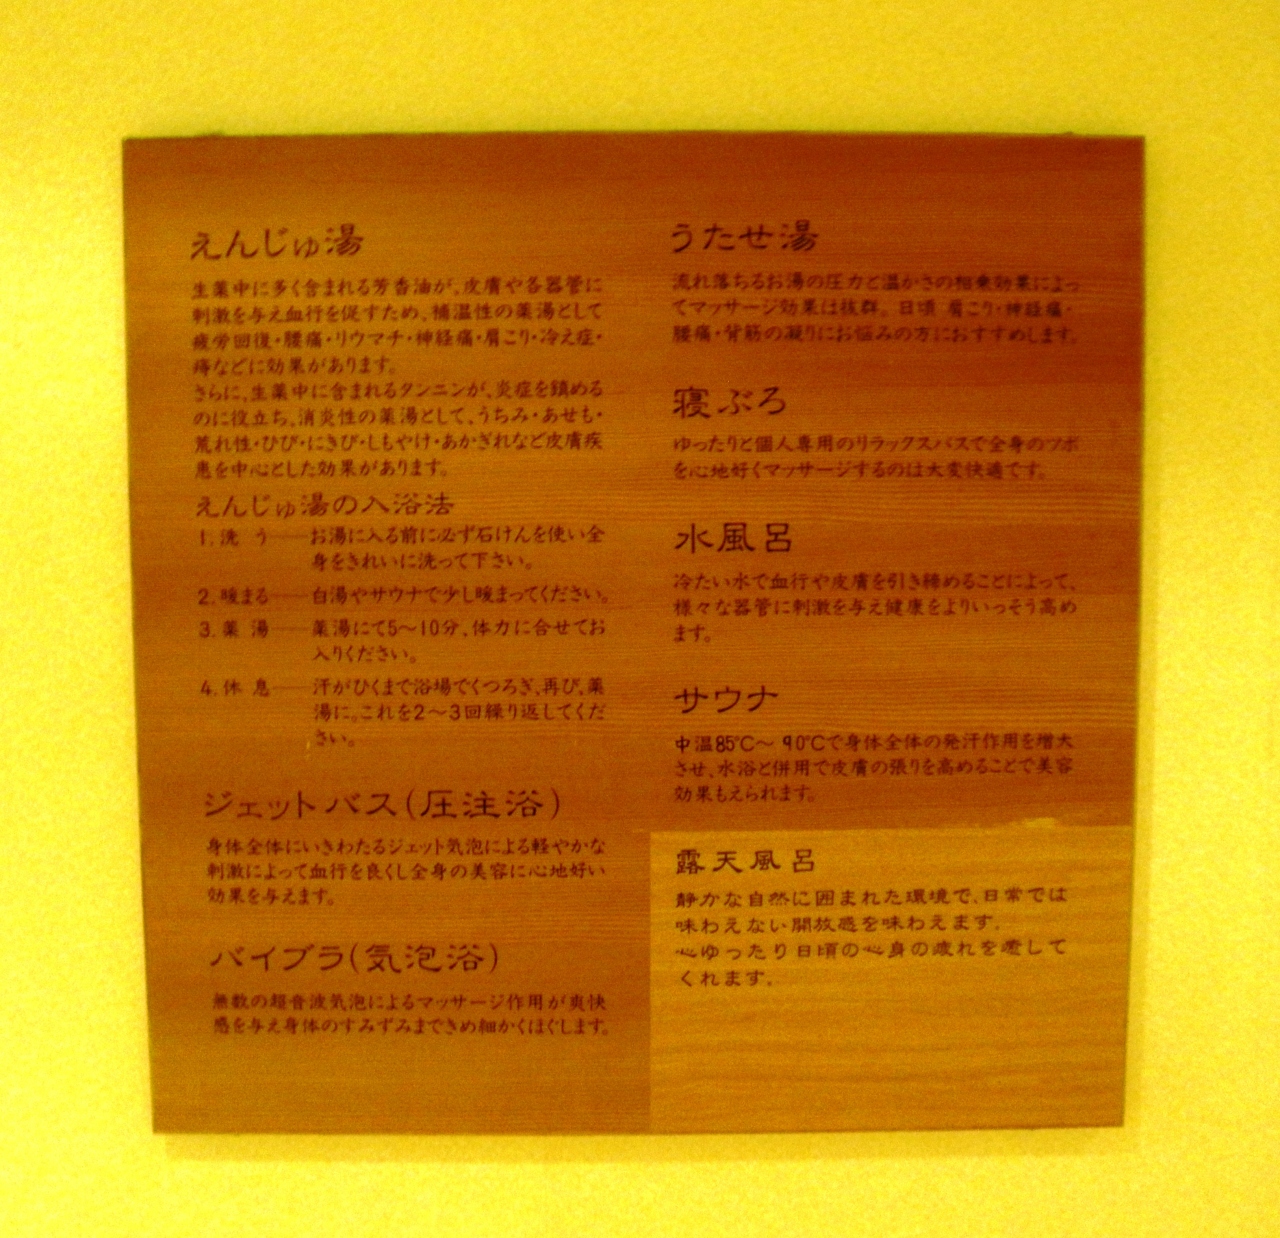 えんじゅ湯
生薬中に多く含まれる芳香油が、皮膚や各器管に
刺激を与え血行を促すため、補温性の薬湯として
疲労回復・腰痛・リウマチ・神経痛・肩こり・冷え症・
痔などに効果があります。
さらに、生薬中に含まれるタンニンが、炎症を鎮める
のに役立ち、消炎性の薬湯として、うちみ・あせも・
荒れ性・ひび・にきび・しもやけ・あかぎれなど皮膚疾
患を中心とした効果があります。
えんじゅ湯の入浴法
1. 洗 う――お湯に入る前に必ず石けんを使い全
身をきれいに洗って下さい。
2. 暖まる――白湯やサウナで少し暖まってください。
3. 薬 湯――薬湯にて5〜10分、体力に合せてお
入りください。
4. 休 息――汗がひくまで浴場でくつろぎ、再び、薬
湯に。これを2〜3回繰り返してくだ
さい。
ジェットバス(圧注浴)
身体全体にいきわたるジェット気泡による軽やかな
刺激によって血行を良くし全身の美容に心地好い
効果を与えます。
バイブラ(気泡浴)
無数の超音波気泡によるマッサージ作用が爽快
感を与え身体のすみずみまできめ細かくほぐします。
うたせ湯
流れ落ちるお湯の圧力と温かさの相乗効果によっ
てマッサージ効果は抜群。日頃 肩こり・神経痛・
腰痛・背筋の凝りにお悩みの方におすすめします。
寝ぶろ
ゆったりと個人専用のリラックスバスで全身のツボ
を心地好くマッサージするのは大変快適です。
水風呂
冷たい水で血行や皮膚を引き締めることによって、
様々な器管に刺激を与え健康をよりいっそう高め
ます。
サウナ
中温85℃〜90℃で身体全体の発汗作用を増大
させ、水浴と併用で皮膚の張りを高めることで美容
効果もえられます。
露天風呂
静かな自然に囲まれた環境で、日常では
味わえない開放感を味わえます。
心ゆったり日頃の心身の疲れを癒して
くれます。